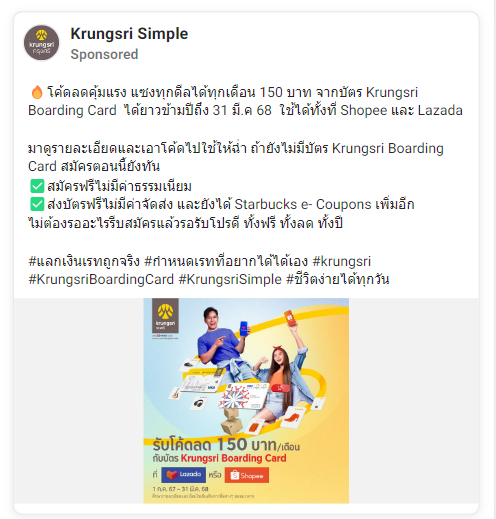 Krungsri Simple
Sponsored
🔥 โค้ดลดคุ้มแรง แซงทุกดีลได้ทุกเดือน 150 บาท จากบัตร Krungsri
Boarding Card ได้ยาวข้ามปีถึง 31 มี.ค 68 ใช้ได้ทั้งที่ Shopee และ Lazada
มาดูรายละเอียดและเอาโค้ดไปใช้ให้ฉ่ำ ถ้ายังไม่มีบัตร Krungsri Boarding
Card สมัครตอนนี้ยังทัน
✅ สมัครฟรีไม่มีค่าธรรมเนียม
✅ ส่งบัตรฟรีไม่มีค่าจัดส่ง และยังได้ Starbucks e- Coupons เพิ่มอีก
ไม่ต้องรออะไรรีบสมัครแล้วรอรับโปรดี ทั้งฟรี ทั้งลด ทั้งปี
#แลกเงินเรทถูกจริง #กำหนดเรทที่อยากได้ได้เอง #krungsri
#KrungsriBoardingCard #KrungsriSimple #ชีวิตง่ายได้ทุกวัน
krungsri
กรุงศรี
รับโค้ดลด 150 บาท/เดือน
กับบัตร Krungsri Boarding Card
ที่ Lazada หรือ Shopee
1 ก.ค. 67 – 31 มี.ค. 68